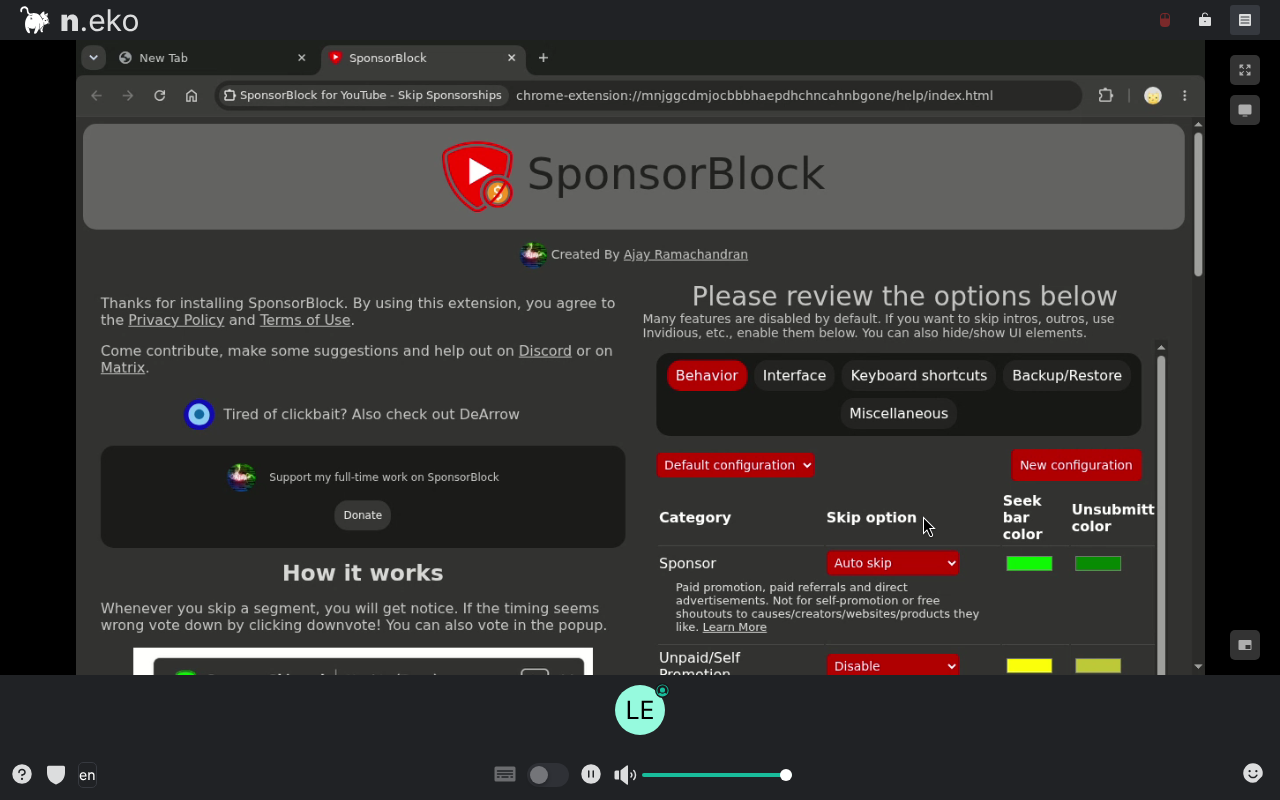 n.eko
New Tab
SponsorBlock
SponsorBlock for YouTube - Skip Sponsorships
chrome-extension://mnjggcdmjocbbbhaepdhchncahnbgone/help/index.html
SponsorBlock
Created By Ajay Ramachandran
Thanks for installing SponsorBlock. By using this extension, you agree to
the Privacy Policy and Terms of Use.
Come contribute, make some suggestions and help out on Discord or on
Matrix.
Tired of clickbait? Also check out DeArrow
Support my full-time work on SponsorBlock
Donate
How it works
Whenever you skip a segment, you will get notice. If the timing seems
wrong vote down by clicking downvote! You can also vote in the popup.
Please review the options below
Many features are disabled by default. If you want to skip intros, outros, use
Invidious, etc., enable them below. You can also hide/show UI elements.
Behavior
Interface
Keyboard shortcuts
Backup/Restore
Miscellaneous
Default configuration
New configuration
Category
Skip option
Seek
bar
color
Unsubmitt
color
Sponsor
Auto skip
Paid promotion, paid referrals and direct
advertisements. Not for self-promotion or free
shoutouts to causes/creators/websites/products they
like. Learn More
Unpaid/Self
Promotion
Disable
LE
en